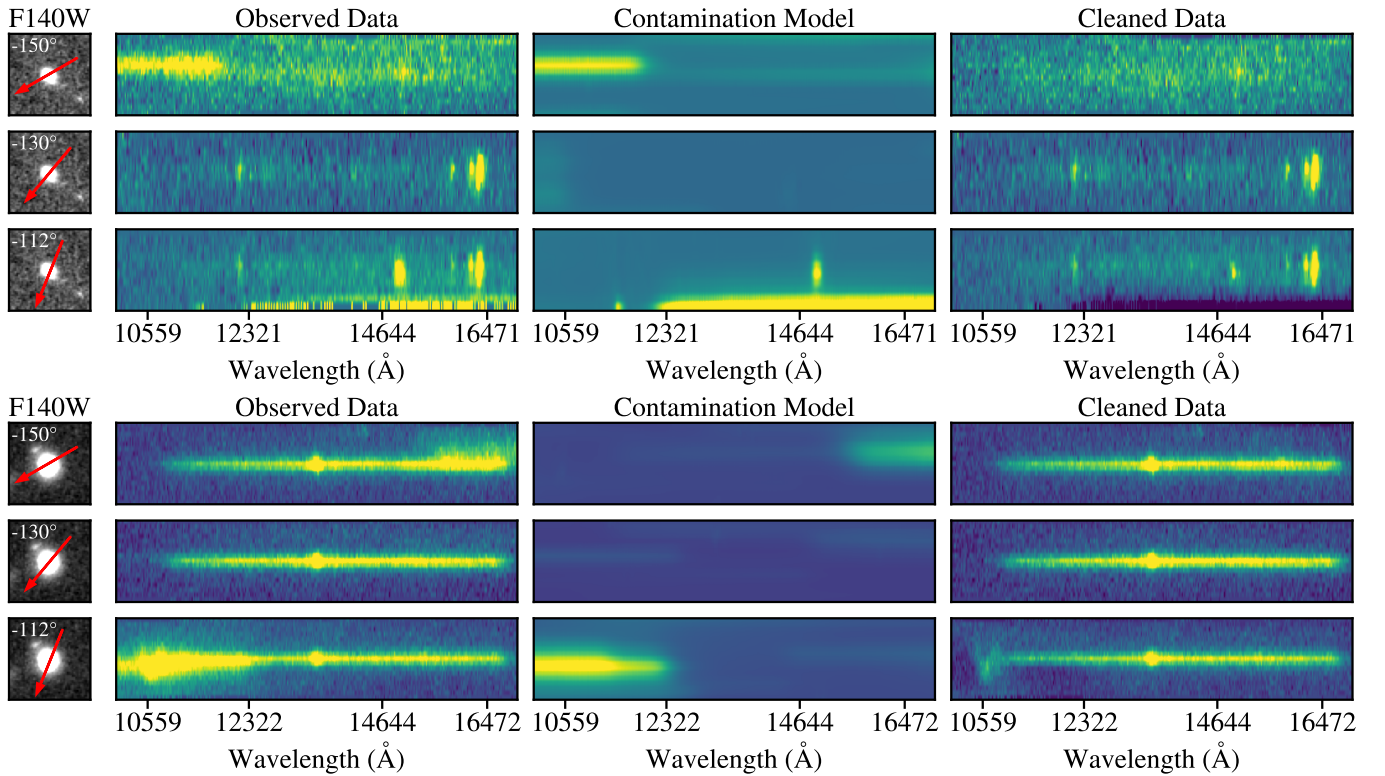 F140W Observed Data Contamination Model Cleaned Data
-150°
-130°
-112°
10559 12321 14644 16471 10559 12321 14644 16471 10559 12321 14644 16471
Wavelength (Å) Wavelength (Å) Wavelength (Å)
F140W Observed Data Contamination Model Cleaned Data
-150°
-130°
-112°
10559 12322 14644 16472 10559 12322 14644 16472 10559 12322 14644 16472
Wavelength (Å) Wavelength (Å) Wavelength (Å)